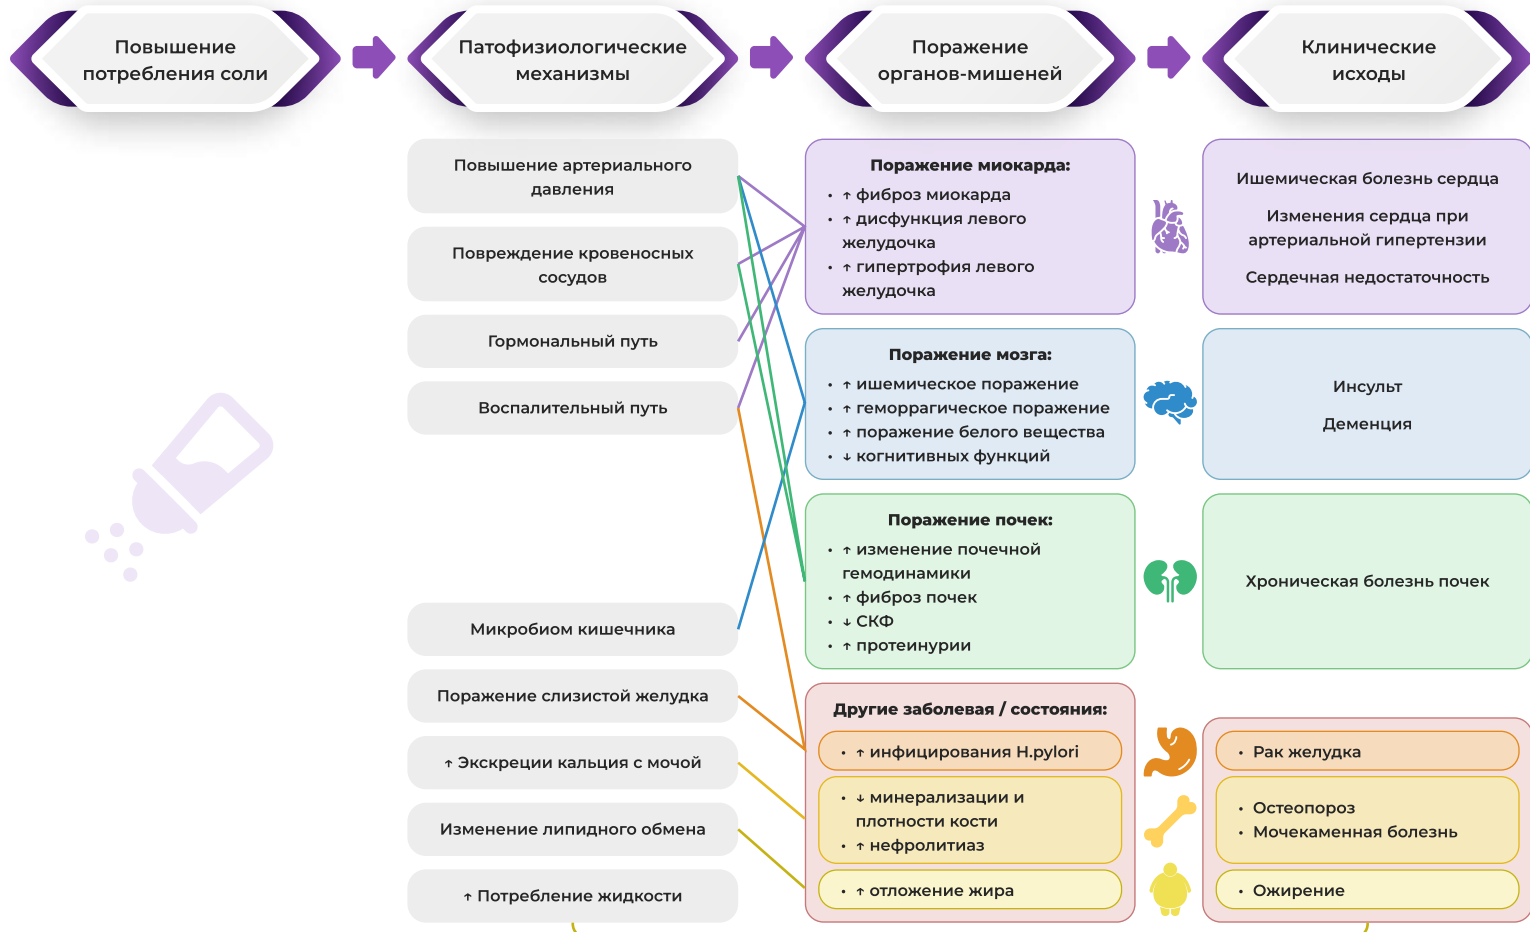 Повышение
потребления соли
Патофизиологические
механизмы
Поражение
органов-мишеней
Клинические
исходы
Повышение артериального
давления
Повреждение кровеносных
сосудов
Гормональный путь
Воспалительный путь
Микробиом кишечника
Поражение слизистой желудка
↑ Экскреции кальция с мочой
Изменение липидного обмена
↑ Потребление жидкости
Поражение миокарда:
• ↑ фиброз миокарда
• ↑ дисфункция левого
желудочка
• ↑ гипертрофия левого
желудочка
Поражение мозга:
• ↑ ишемическое поражение
• ↑ геморрагическое поражение
• ↑ поражение белого вещества
• ↓ когнитивных функций
Поражение почек:
• ↑ изменение почечной
гемодинамики
• ↑ фиброз почек
• ↓ СКФ
• ↑ протеинурии
Другие заболевая / состояния:
• ↑ инфицирования H.pylori
• ↓ минерализации и
плотности кости
• ↑ нефролитиаз
• ↑ отложение жира
Ишемическая болезнь сердца
Изменения сердца при
артериальной гипертензии
Сердечная недостаточность
Инсульт
Деменция
Хроническая болезнь почек
• Рак желудка
• Остеопороз
• Мочекаменная болезнь
• Ожирение